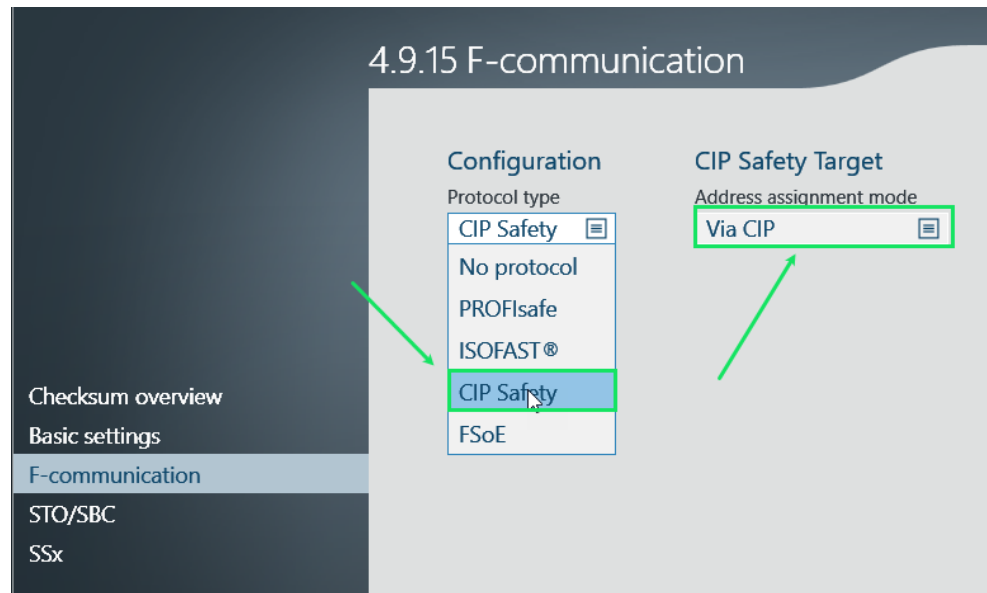 4.9.15 F-communication
Configuration
Protocol type
CIP Safety
No protocol
PROFIsafe
ISOFAST®
CIP Safety
FSoE
CIP Safety Target
Address assignment mode
Via CIP
Checksum overview
Basic settings
F-communication
STO/SBC
SSx